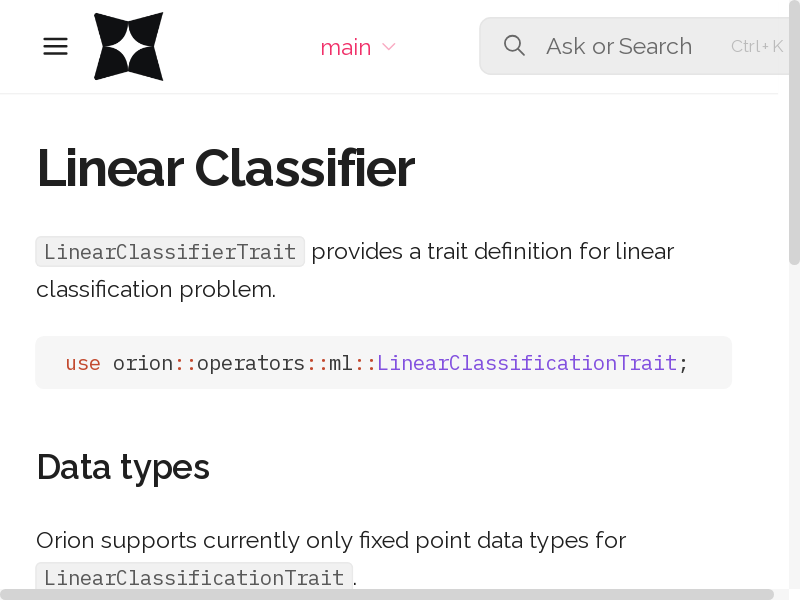 main
Ask or Search
Ctrl+K
Linear Classifier
LinearClassifierTrait provides a trait definition for linear
classification problem.
use orion::operators::ml::LinearClassificationTrait;
Data types
Orion supports currently only fixed point data types for
LinearClassificationTrait.